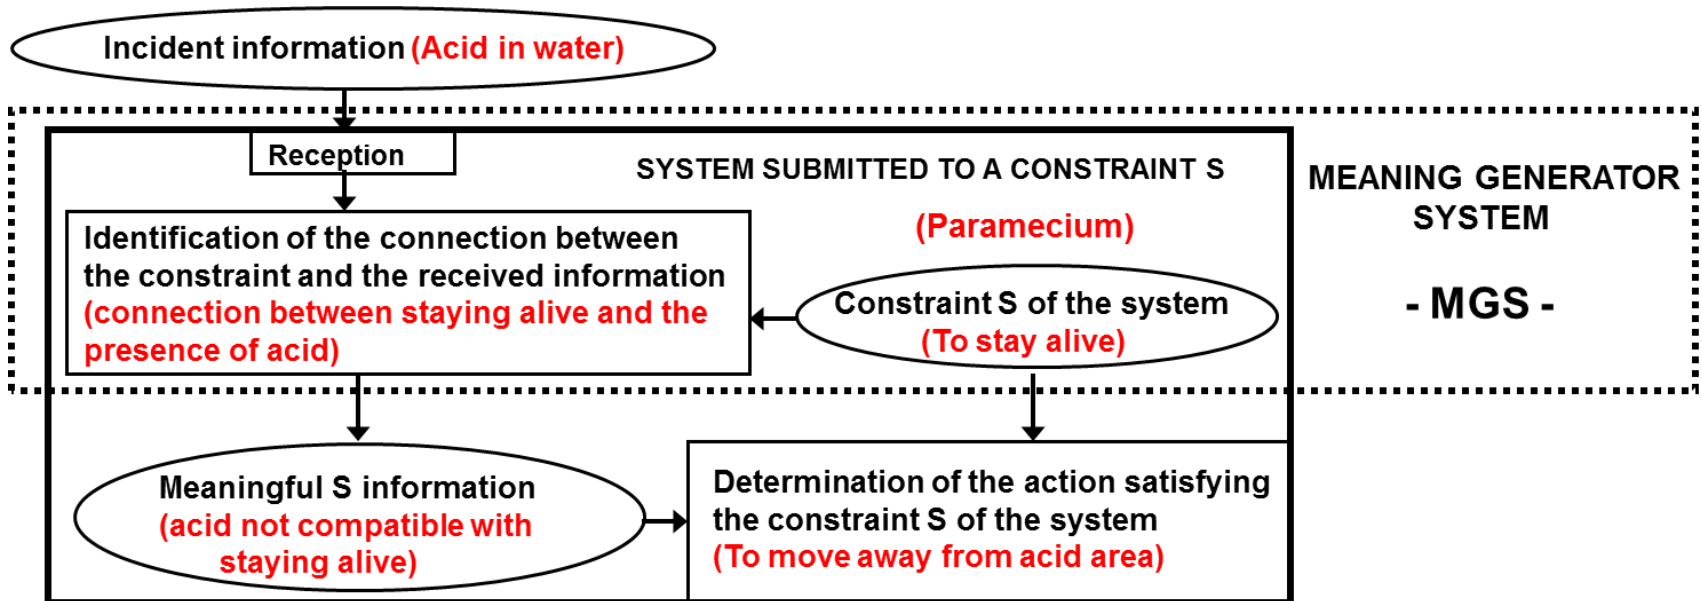 Incident information (Acid in water)
Reception
SYSTEM SUBMITTED TO A CONSTRAINT S
(Paramecium)
MEANING GENERATOR
SYSTEM
- MGS -
Identification of the connection between
the constraint and the received information
(connection between staying alive and the
presence of acid)
Constraint S of the system
(To stay alive)
Meaningful S information
(acid not compatible with
staying alive)
Determination of the action satisfying
the constraint S of the system
(To move away from acid area)